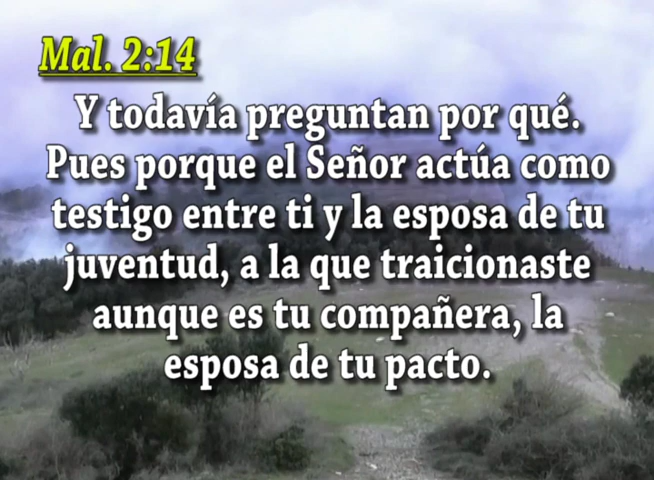 Mal. 2:14
Y todavía preguntan por qué.
Pues porque el Señor actúa como
testigo entre ti y la esposa de tu
juventud, a la que traicionaste
aunque es tu compañera, la
esposa de tu pacto.